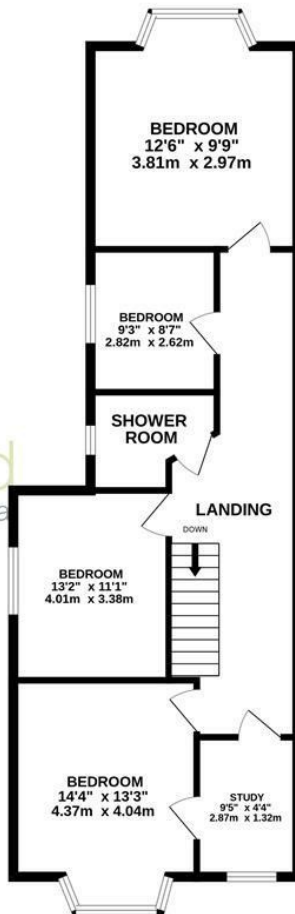 BEDROOM
12'6" x 9'9"
3.81m x 2.97m
BEDROOM
9'3" x 8'7"
2.82m x 2.62m
SHOWER
ROOM
LANDING
DOWN
BEDROOM
13'2" x 11'1"
4.01m x 3.38m
BEDROOM
14'4" x 13'3"
4.37m x 4.04m
STUDY
9'5" x 4'4"
2.87m x 1.32m